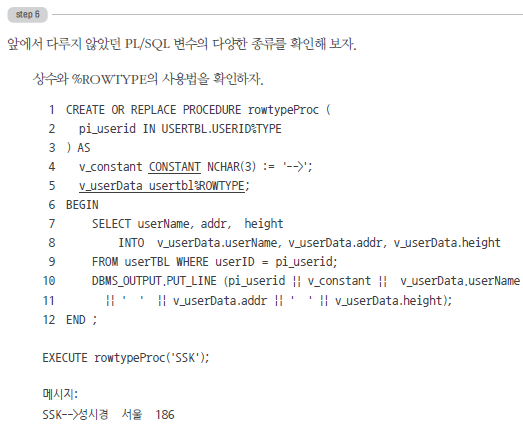 step 6
앞에서 다루지 않았던 PL/SQL 변수의 다양한 종류를 확인해 보자.
상수와 %ROWTYPE의 사용법을 확인하자.
1 CREATE OR REPLACE PROCEDURE rowtypeProc (
2 pi_userid IN USERTBL.USERID%TYPE
3 ) AS
4 v_constant CONSTANT NCHAR(3) := '-->';
5 v_userData usertbl%ROWTYPE;
6 BEGIN
7 SELECT userName, addr, height
8 INTO v_userData.userName, v_userData.addr, v_userData.height
9 FROM userTBL WHERE userID = pi_userid;
10 DBMS_OUTPUT.PUT_LINE (pi_userid || v_constant || v_userData.userName
11 || ' ' || v_userData.addr || ' ' || v_userData.height);
12 END ;
EXECUTE rowtypeProc('SSK');
메시지:
SSK-->성시경 서울 186